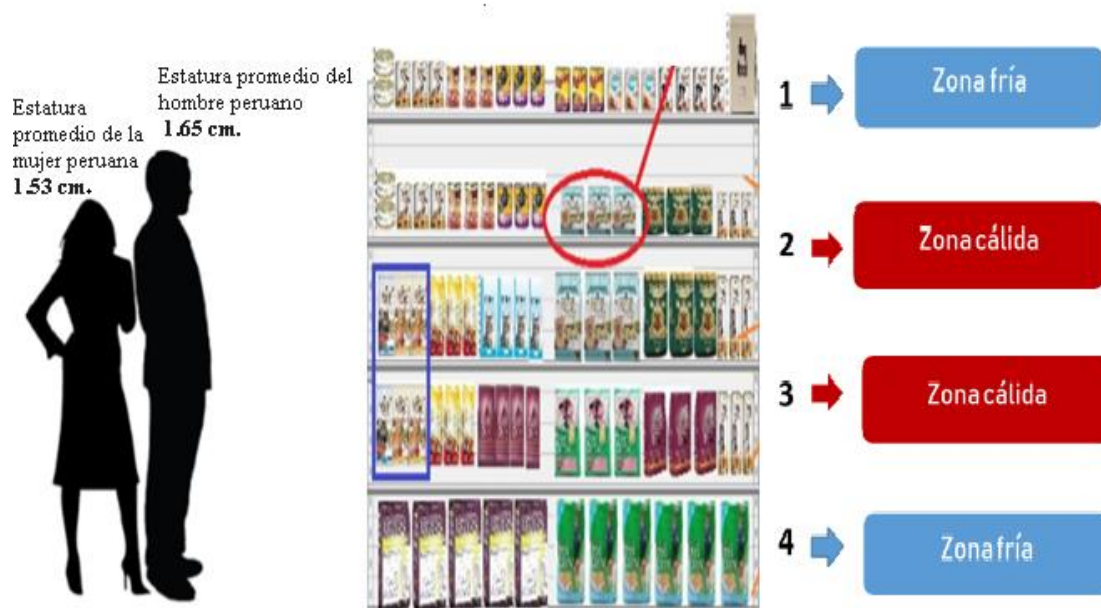 Estatura promedio del
hombre peruano
1.65 cm.
Estatura
promedio de la
mujer peruana
1.53 cm.
1
Zona fría
2
Zona cálida
3
Zona cálida
4
Zona fría